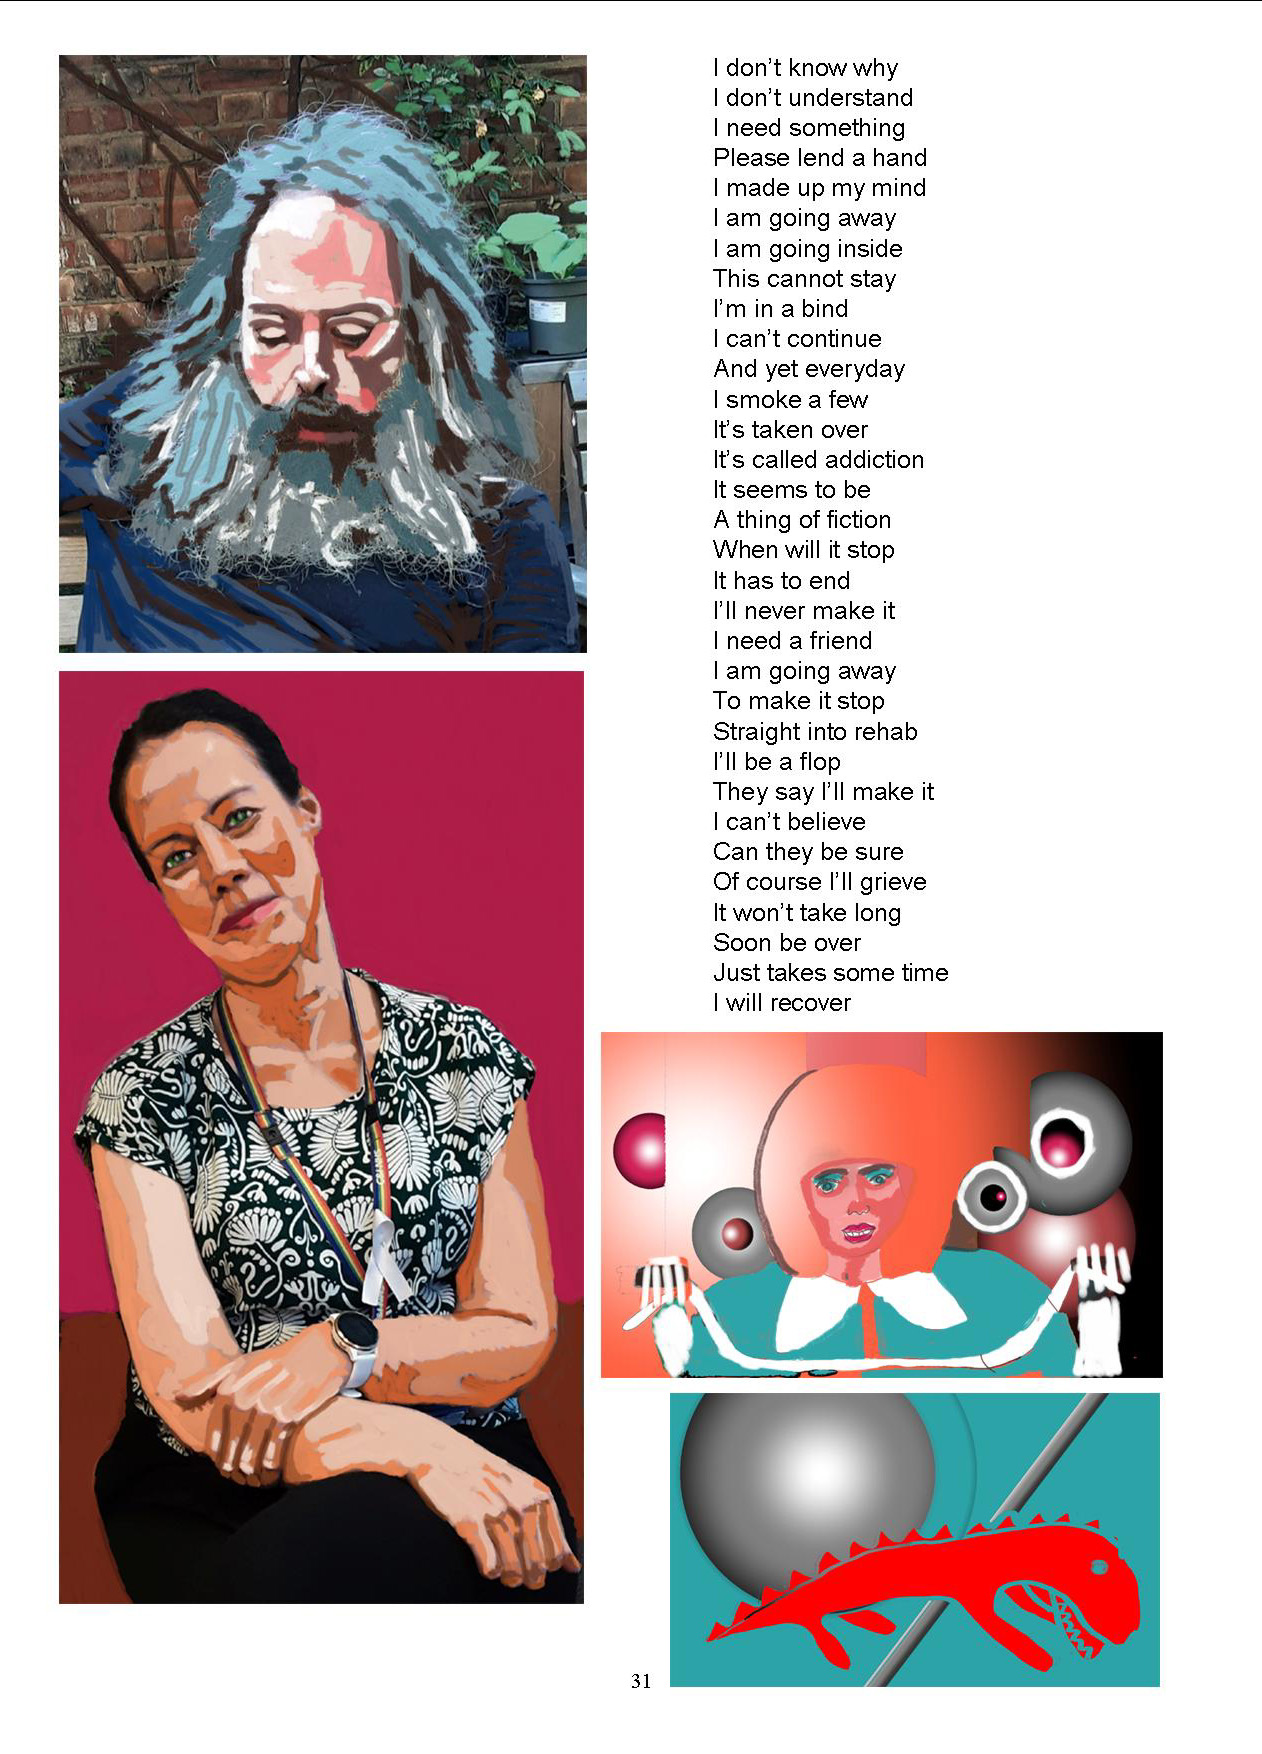 I don’t know why
I don’t understand
I need something
Please lend a hand
I made up my mind
I am going away
I am going inside
This cannot stay
I’m in a bind
I can’t continue
And yet everyday
I smoke a few
It’s taken over
It’s called addiction
It seems to be
A thing of fiction
When will it stop
It has to end
I’ll never make it
I need a friend
I am going away
To make it stop
Straight into rehab
I’ll be a flop
They say I’ll make it
I can’t believe
Can they be sure
Of course I’ll grieve
It won’t take long
Soon be over
Just takes some time
I will recover
31